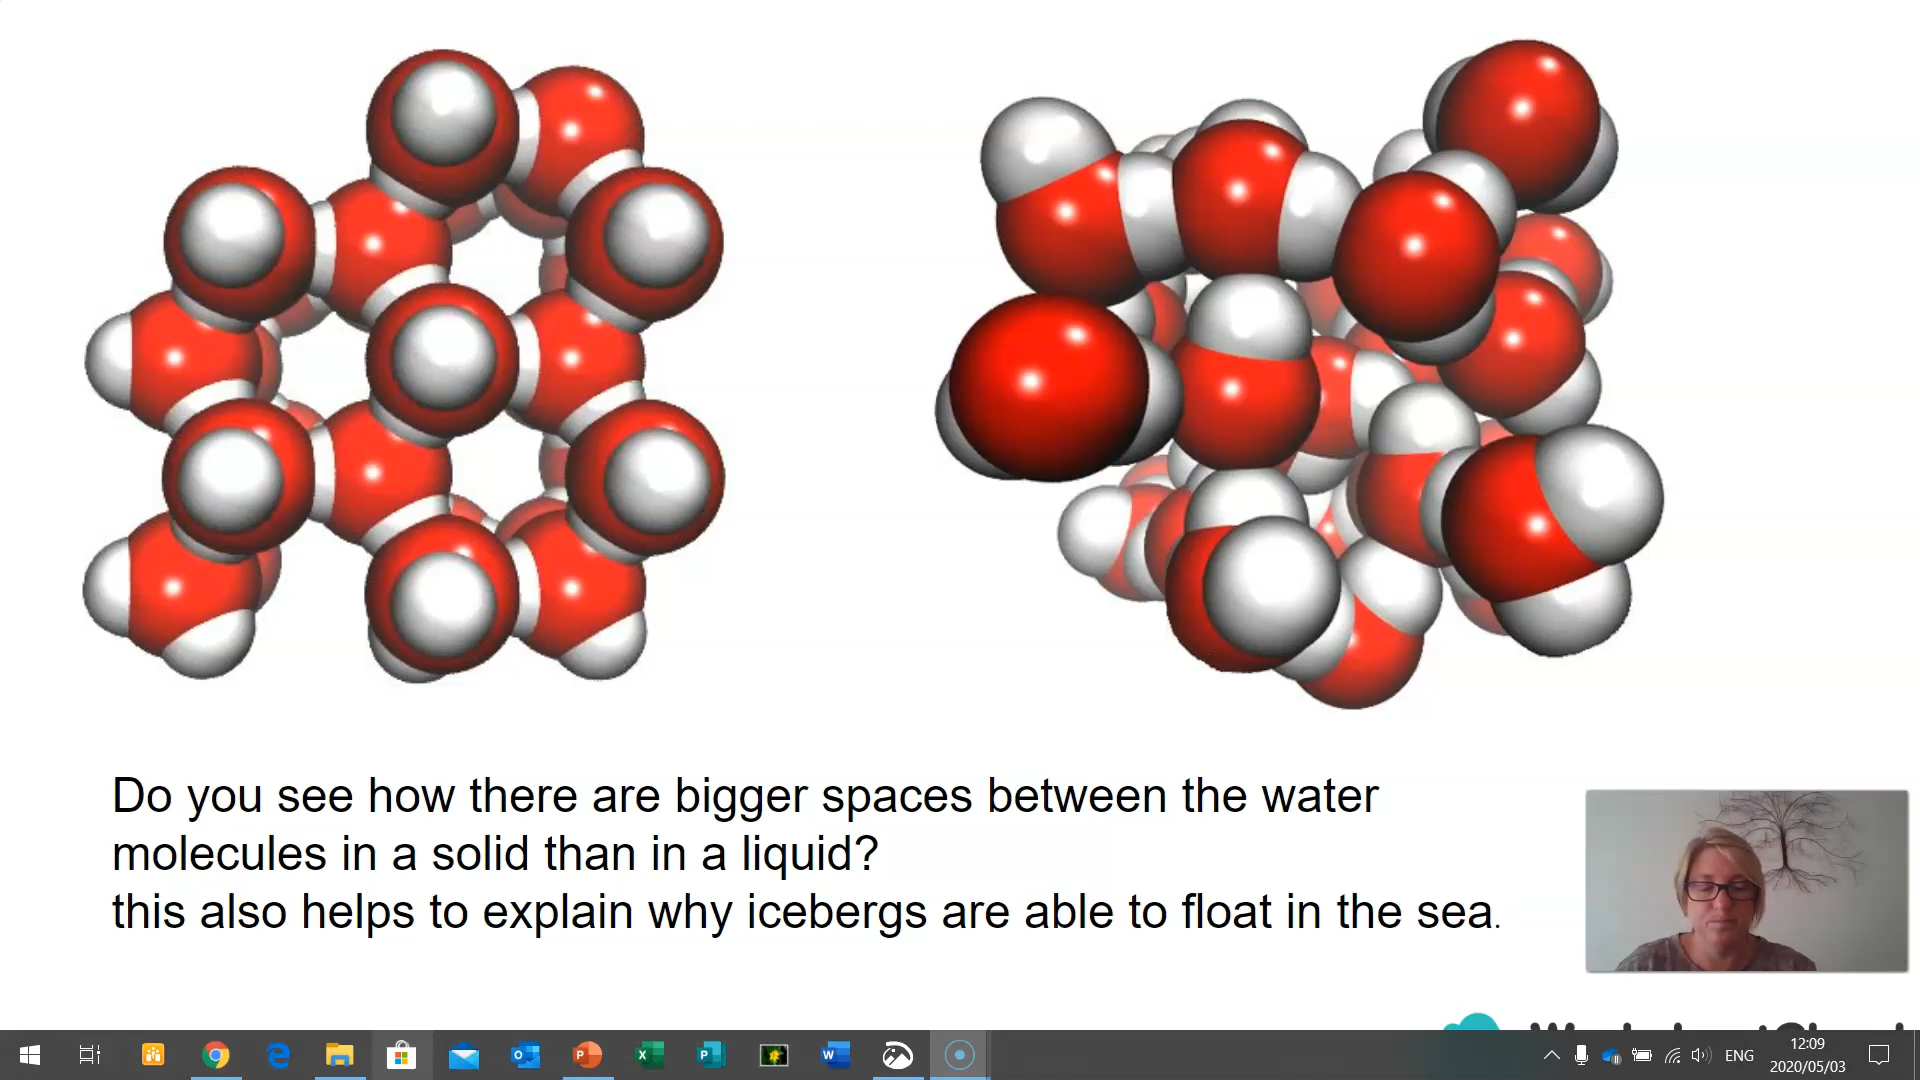 Do you see how there are bigger spaces between the water
molecules in a solid than in a liquid?
this also helps to explain why icebergs are able to float in the sea.
ENG
12:09
2020/05/03